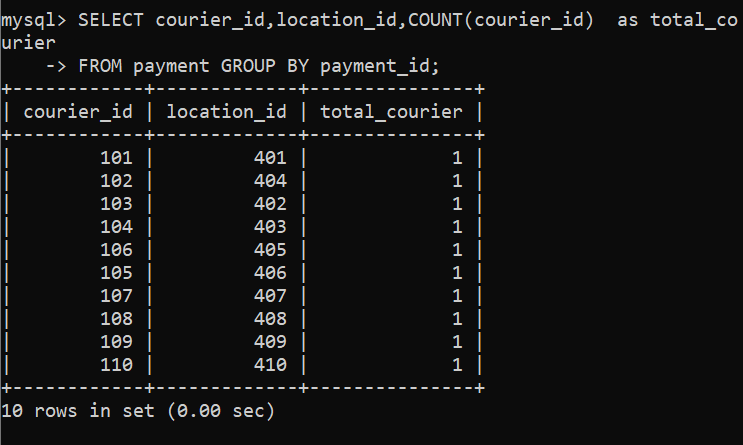 mysql> SELECT courier_id,location_id,COUNT(courier_id)  as total_co
urier
    -> FROM payment GROUP BY payment_id;
+------------+-------------+---------------+
| courier_id | location_id | total_courier |
+------------+-------------+---------------+
|        101 |         401 |             1 |
|        102 |         404 |             1 |
|        103 |         402 |             1 |
|        104 |         403 |             1 |
|        106 |         405 |             1 |
|        105 |         406 |             1 |
|        107 |         407 |             1 |
|        108 |         408 |             1 |
|        109 |         409 |             1 |
|        110 |         410 |             1 |
+------------+-------------+---------------+
10 rows in set (0.00 sec)